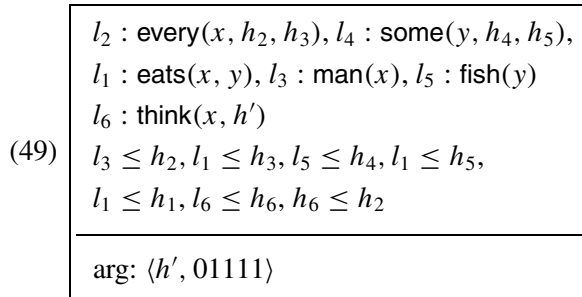 l₂ : every(x, h₂, h₃), l₄ : some(y, h₄, h₅),
l₁ : eats(x, y), l₃ : man(x), l₅ : fish(y)
l₆ : think(x, h′)
(49)
l₃ ≤ h₂, l₁ ≤ h₃, l₅ ≤ h₄, l₁ ≤ h₅,
l₁ ≤ h₁, l₆ ≤ h₆, h₆ ≤ h₂
arg: ⟨h′, 01111⟩